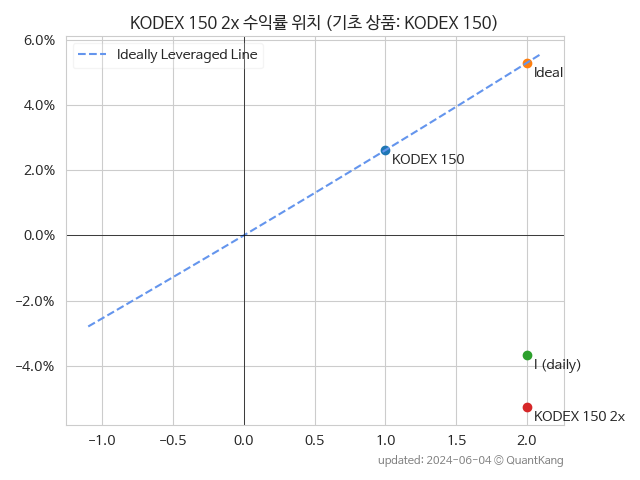 KODEX 150 2x 수익률 위치 (기초 상품: KODEX 150)
6.0%
Ideally Leveraged Line
Ideal
4.0%
KODEX 150
2.0%
0.0%
-2.0%
I (daily)
-4.0%
KODEX 150 2x
-1.0 -0.5 0.0 0.5 1.0 1.5 2.0
updated: 2024-06-04 © QuantKang